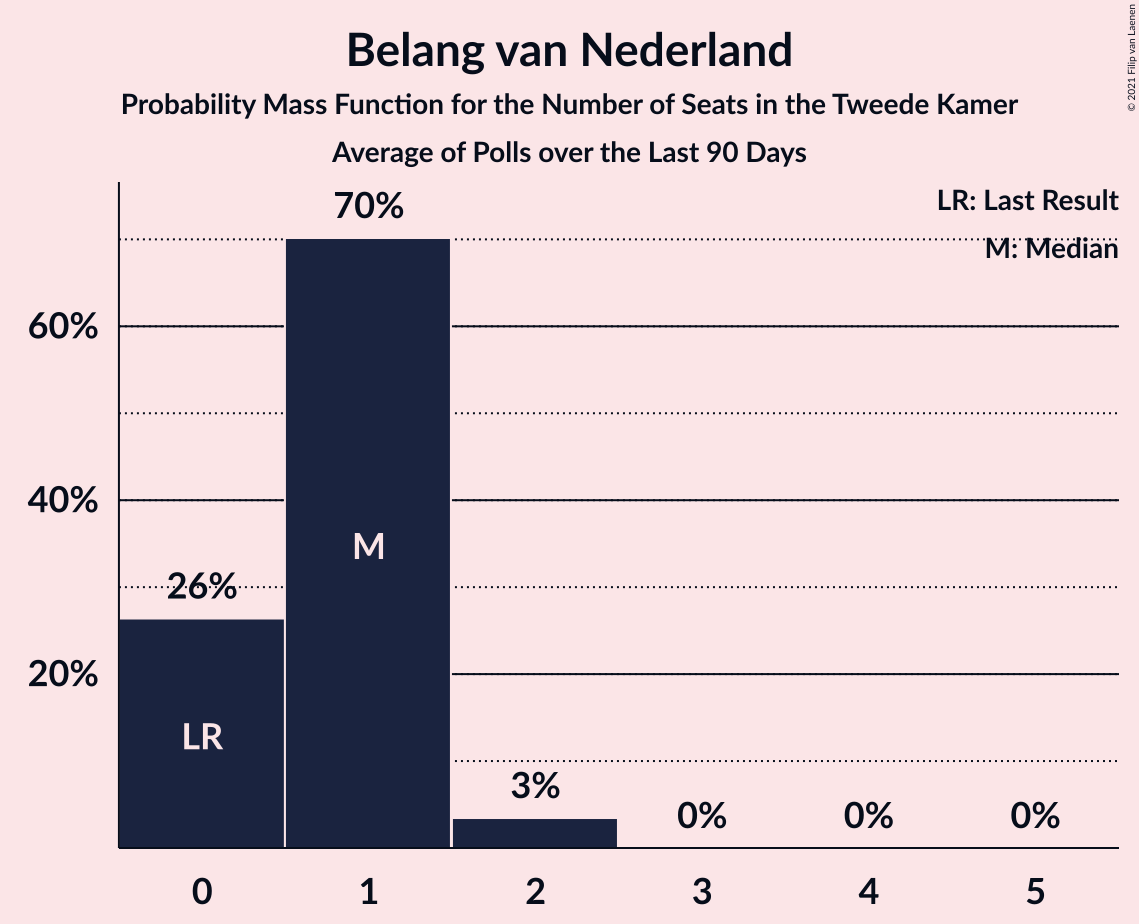 Belang van Nederland
Probability Mass Function for the Number of Seats in the Tweede Kamer
Average of Polls over the Last 90 Days
© 2021 Filip van Laenen
LR: Last Result
M: Median
70%
60%
40%
20%
26%
3%
0%
0%
0%
M
LR
0
1
2
3
4
5